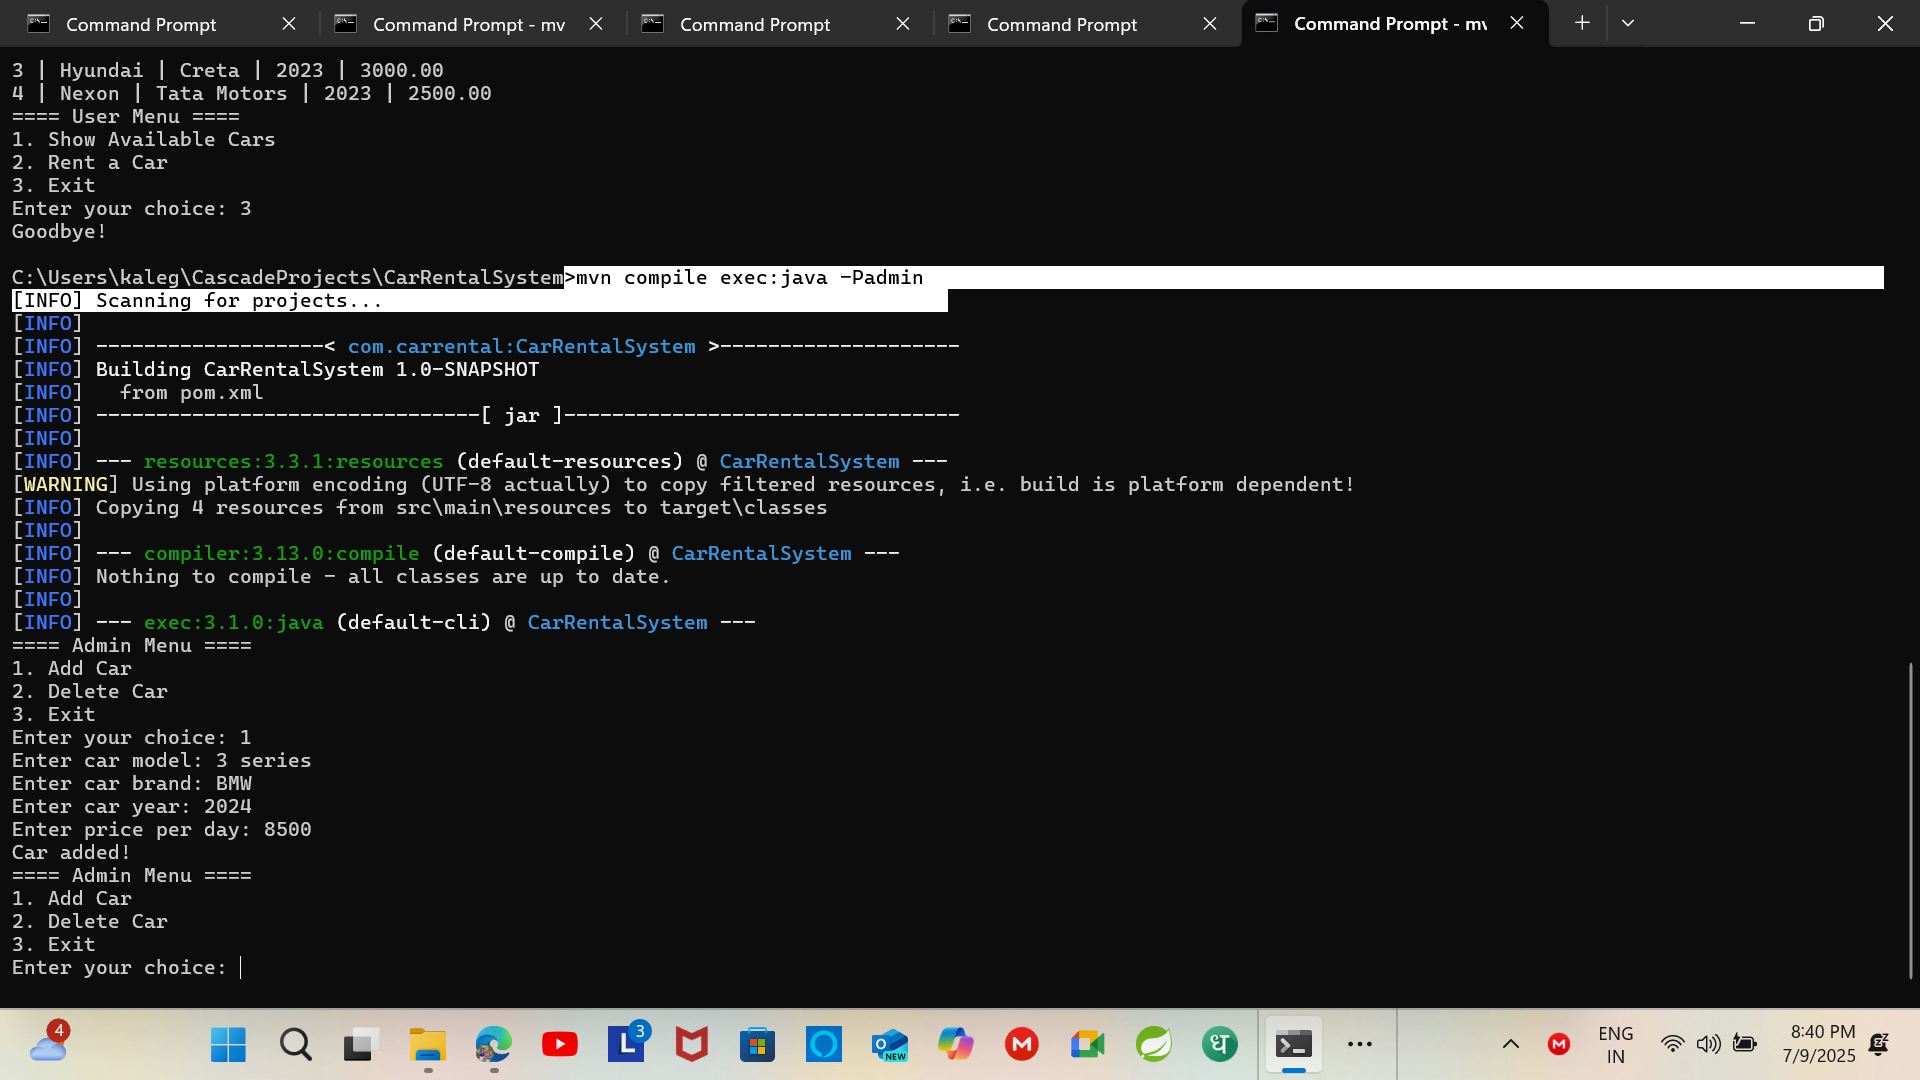 Command Prompt
Command Prompt - mv
Command Prompt
Command Prompt
Command Prompt - mv
3 | Hyundai | Creta | 2023 | 3000.00
4 | Nexon | Tata Motors | 2023 | 2500.00
==== User Menu ====
1. Show Available Cars
2. Rent a Car
3. Exit
Enter your choice: 3
Goodbye!
C:\Users\kaleg\CascadeProjects\CarRentalSystem>mvn compile exec:java -Padmin
[INFO] Scanning for projects...
[INFO]
[INFO] -------------------< com.carrental:CarRentalSystem >--------------------
[INFO] Building CarRentalSystem 1.0-SNAPSHOT
[INFO]   from pom.xml
[INFO] --------------------------------[ jar ]---------------------------------
[INFO]
[INFO] --- resources:3.3.1:resources (default-resources) @ CarRentalSystem ---
[WARNING] Using platform encoding (UTF-8 actually) to copy filtered resources, i.e. build is platform dependent!
[INFO] Copying 4 resources from src\main\resources to target\classes
[INFO]
[INFO] --- compiler:3.13.0:compile (default-compile) @ CarRentalSystem ---
[INFO] Nothing to compile - all classes are up to date.
[INFO]
[INFO] --- exec:3.1.0:java (default-cli) @ CarRentalSystem ---
==== Admin Menu ====
1. Add Car
2. Delete Car
3. Exit
Enter your choice: 1
Enter car model: 3 series
Enter car brand: BMW
Enter car year: 2024
Enter price per day: 8500
Car added!
==== Admin Menu ====
1. Add Car
2. Delete Car
3. Exit
Enter your choice:
4
L
3
O
NEW
M
ध
M
ENG
IN
8:40 PM
7/9/2025